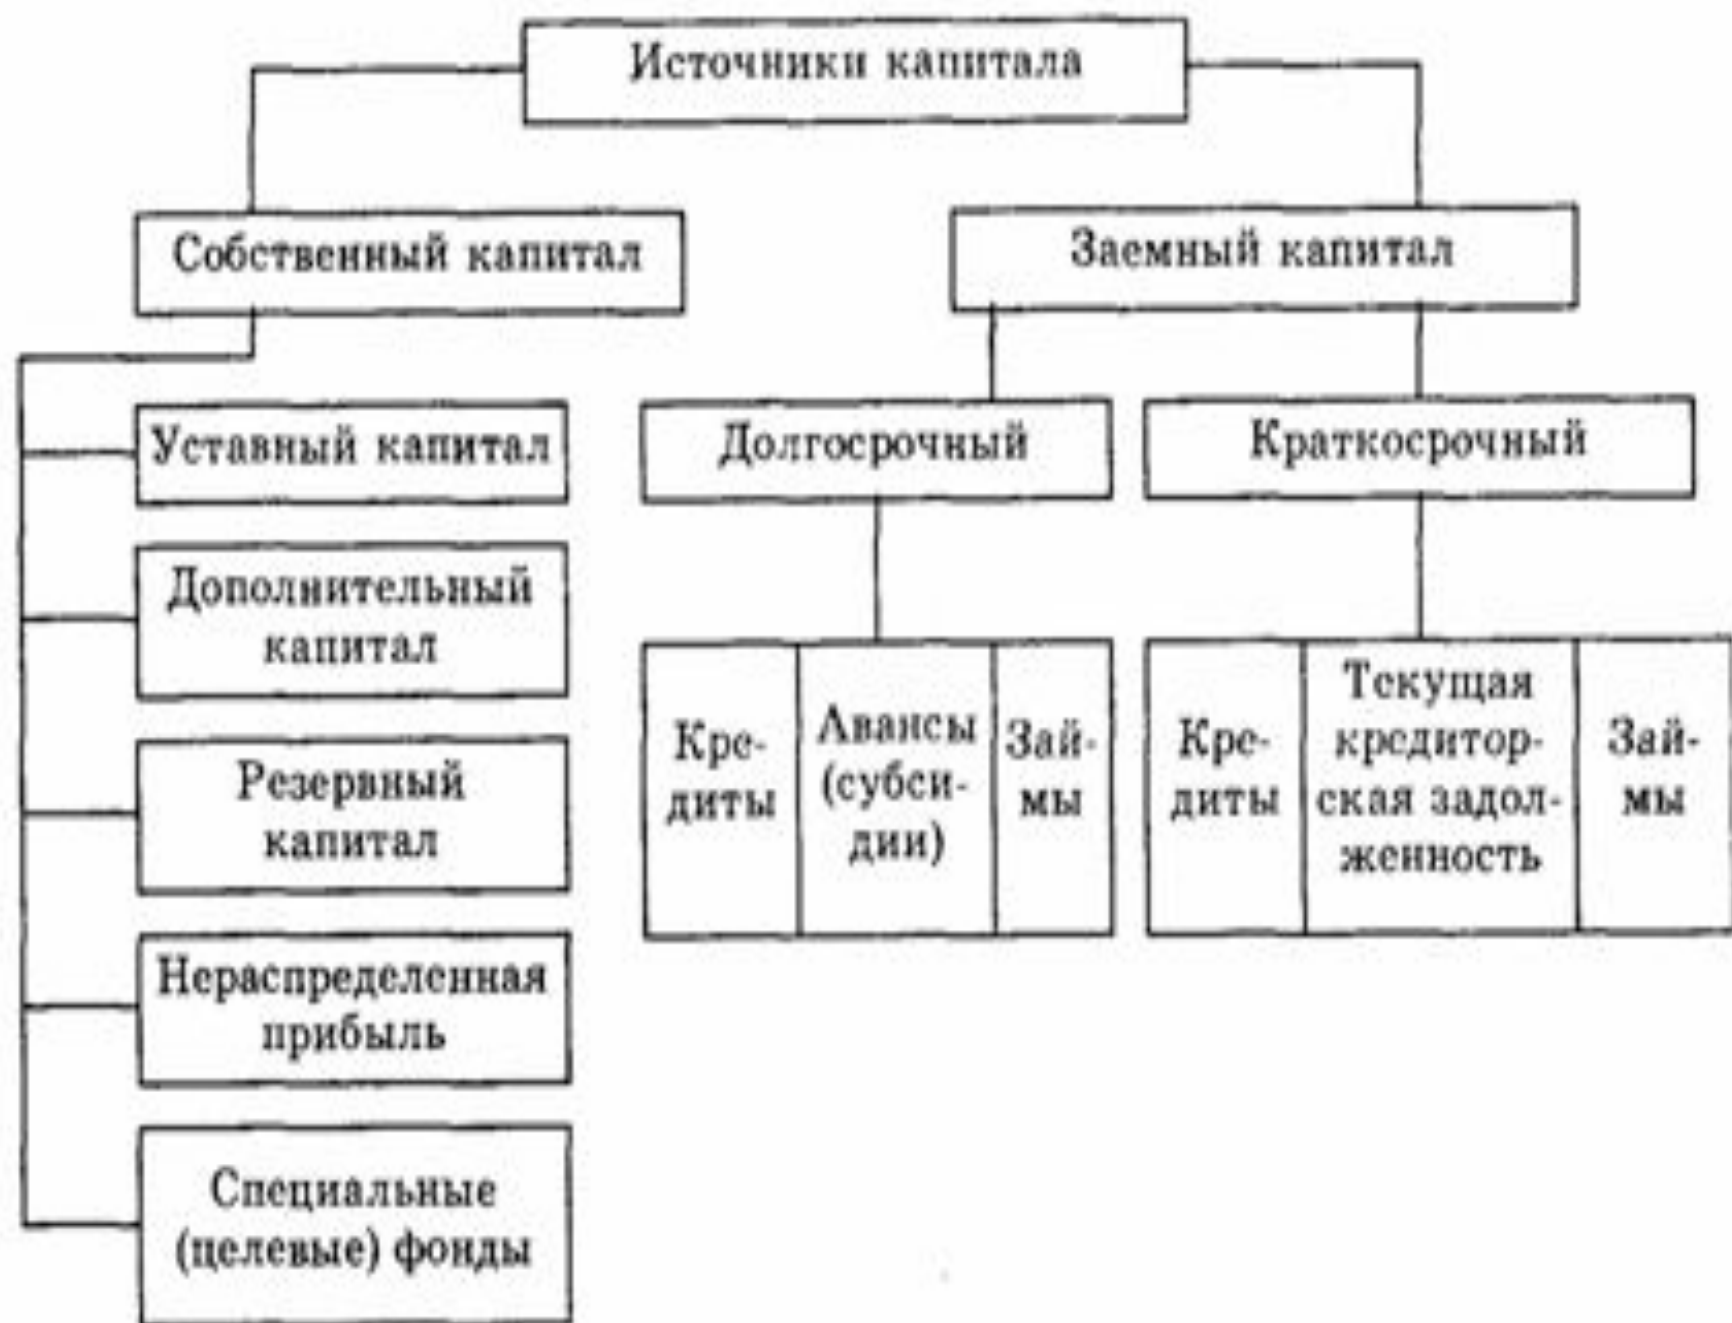 Источники капитала
Собственный капитал
Заемный капитал
Уставный капитал
Дополнительный
капитал
Резервный
капитал
Нераспределенная
прибыль
Специальные
(целевые) фонды
Долгосрочный
Краткосрочный
Кре-
диты
Авансы
(субси-
дии)
Зай-
мы
Кре-
диты
Текущая
кредитор-
ская задол-
женность
Зай-
мы